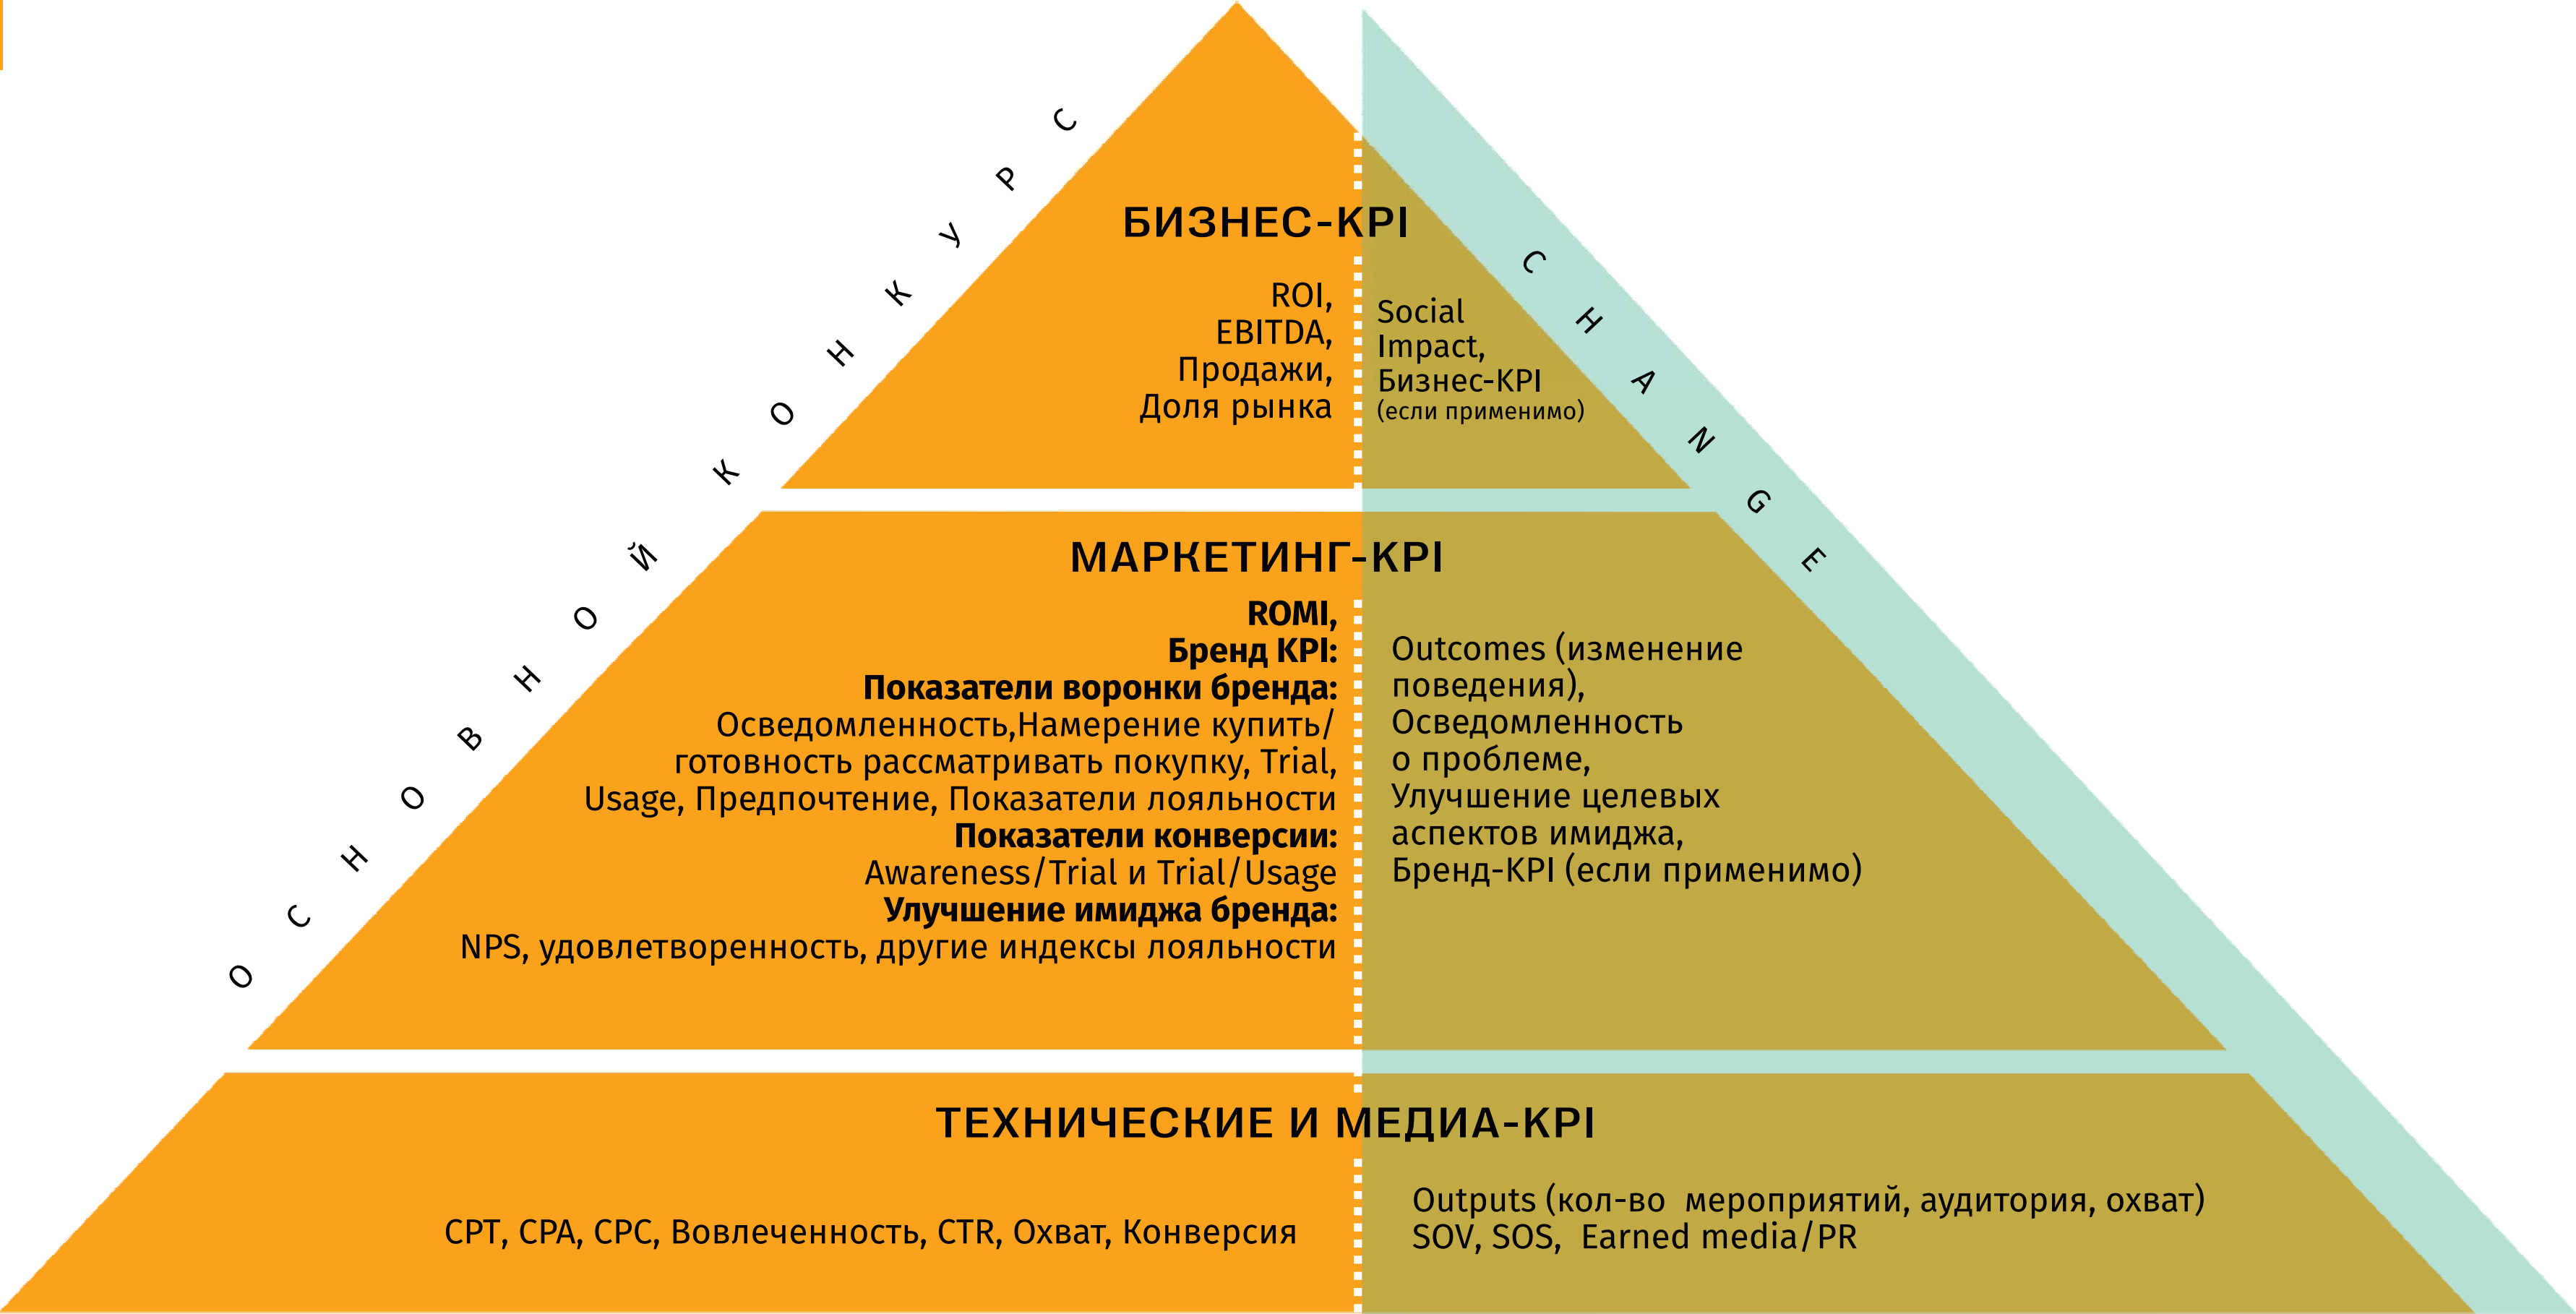 ОСНОВНОЙ КОНКУРС
CHANGE
БИЗНЕС-KPI
ROI,
EBITDA,
Продажи,
Доля рынка
Social
Impact,
Бизнес-KPI
(если применимо)
МАРКЕТИНГ-KPI
ROMI,
Бренд KPI:
Показатели воронки бренда:
Осведомленность,Намерение купить/
готовность рассматривать покупку, Trial,
Usage, Предпочтение, Показатели лояльности
Показатели конверсии:
Awareness/Trial и Trial/Usage
Улучшение имиджа бренда:
NPS, удовлетворенность, другие индексы лояльности
Outcomes (изменение
поведения),
Осведомленность
о проблеме,
Улучшение целевых
аспектов имиджа,
Бренд-KPI (если применимо)
ТЕХНИЧЕСКИЕ И МЕДИА-KPI
CPT, CPA, CPC, Вовлеченность, CTR, Охват, Конверсия
Outputs (кол-во мероприятий, аудитория, охват)
SOV, SOS, Earned media/PR